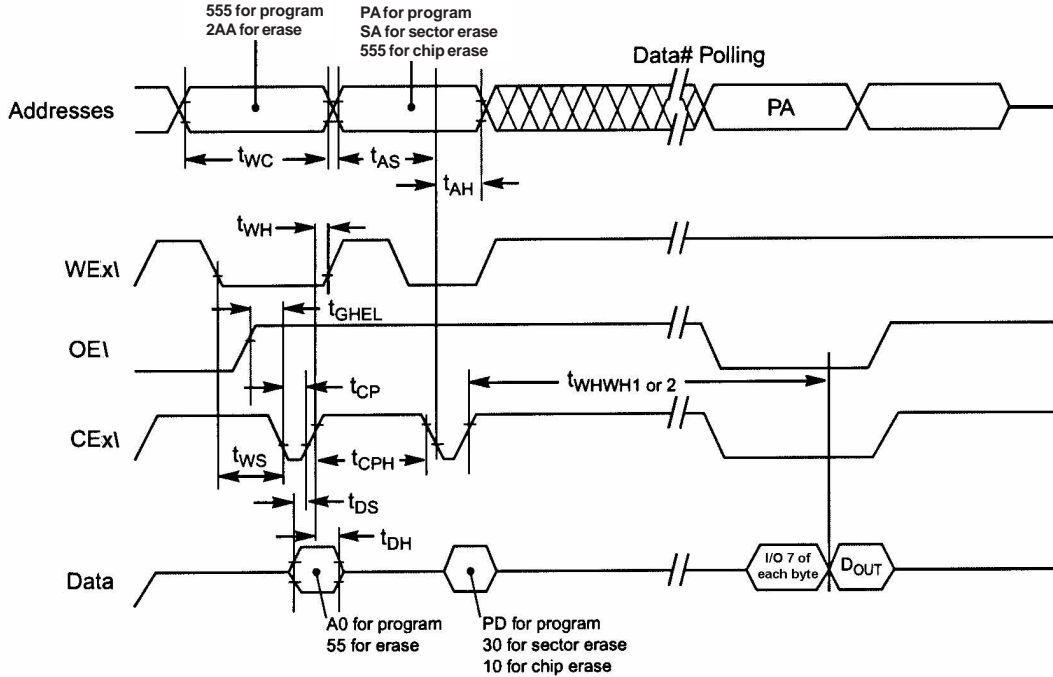 555 for program
2AA for erase
PA for program
SA for sector erase
555 for chip erase
Data# Polling
Addresses
PA
tWC
tAS
tAH
tWH
WEx\
tGHEL
OE\
tWHWH1 or 2
tCP
CEx\
tWS
tCPH
tDS
tDH
Data
I/O 7 of
each byte
DOUT
A0 for program
55 for erase
PD for program
30 for sector erase
10 for chip erase